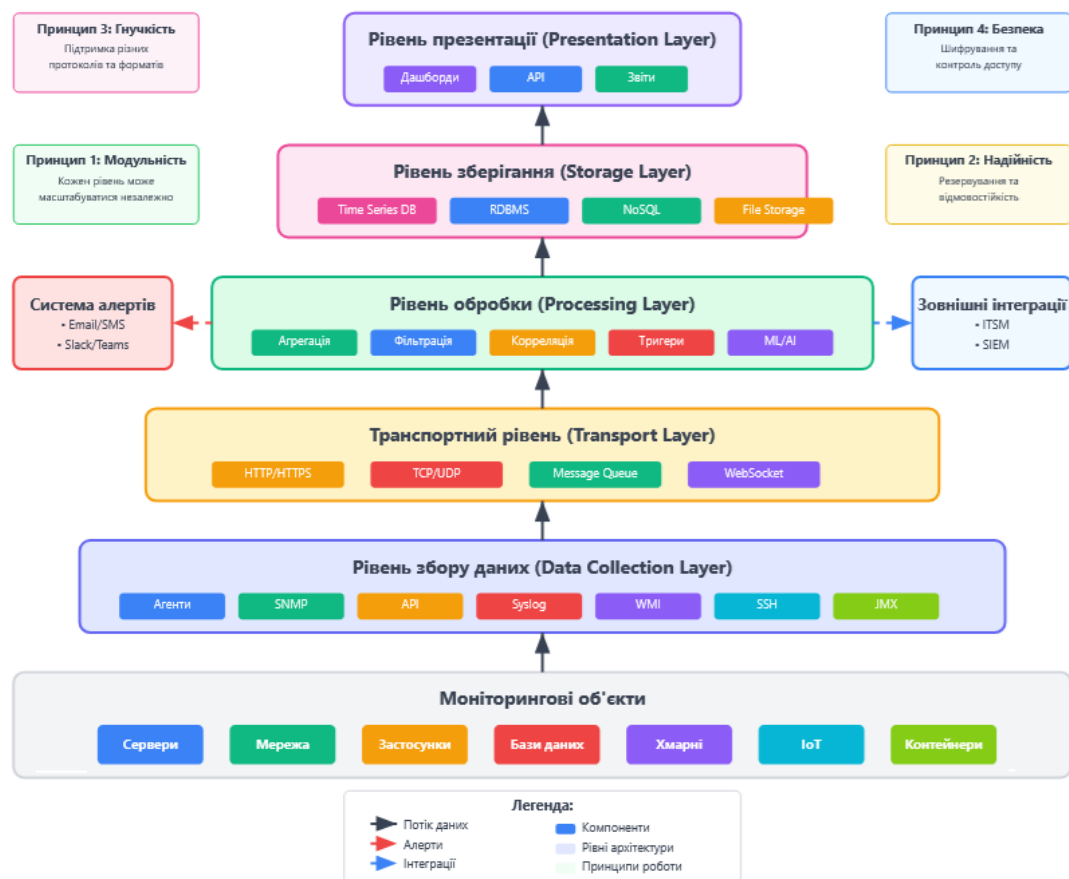 Принцип 3: Гнучкість
Підтримка різних
протоколів та форматів
Рівень презентації (Presentation Layer)
Дашборди
API
Звіти
Принцип 4: Безпека
Шифрування та
контроль доступу
Принцип 1: Модульність
Кожен рівень може
масштабуватися незалежно
Рівень зберігання (Storage Layer)
Time Series DB
RDBMS
NoSQL
File Storage
Принцип 2: Надійність
Резервування та
відмовостійкість
Система алертів
• Email/SMS
• Slack/Teams
Рівень обробки (Processing Layer)
Агрегація
Фільтрація
Корреляція
Тригери
ML/AI
Зовнішні інтеграції
• ITSM
• SIEM
Транспортний рівень (Transport Layer)
HTTP/HTTPS
TCP/UDP
Message Queue
WebSocket
Рівень збору даних (Data Collection Layer)
Агенти
SNMP
API
Syslog
WMI
SSH
JMX
Моніторингові об'єкти
Сервери
Мережа
Застосунки
Бази даних
Хмарні
IoT
Контейнери
Легенда:
Потік даних
Алерти
Інтеграції
Компоненти
Рівні архітектури
Принципи роботи